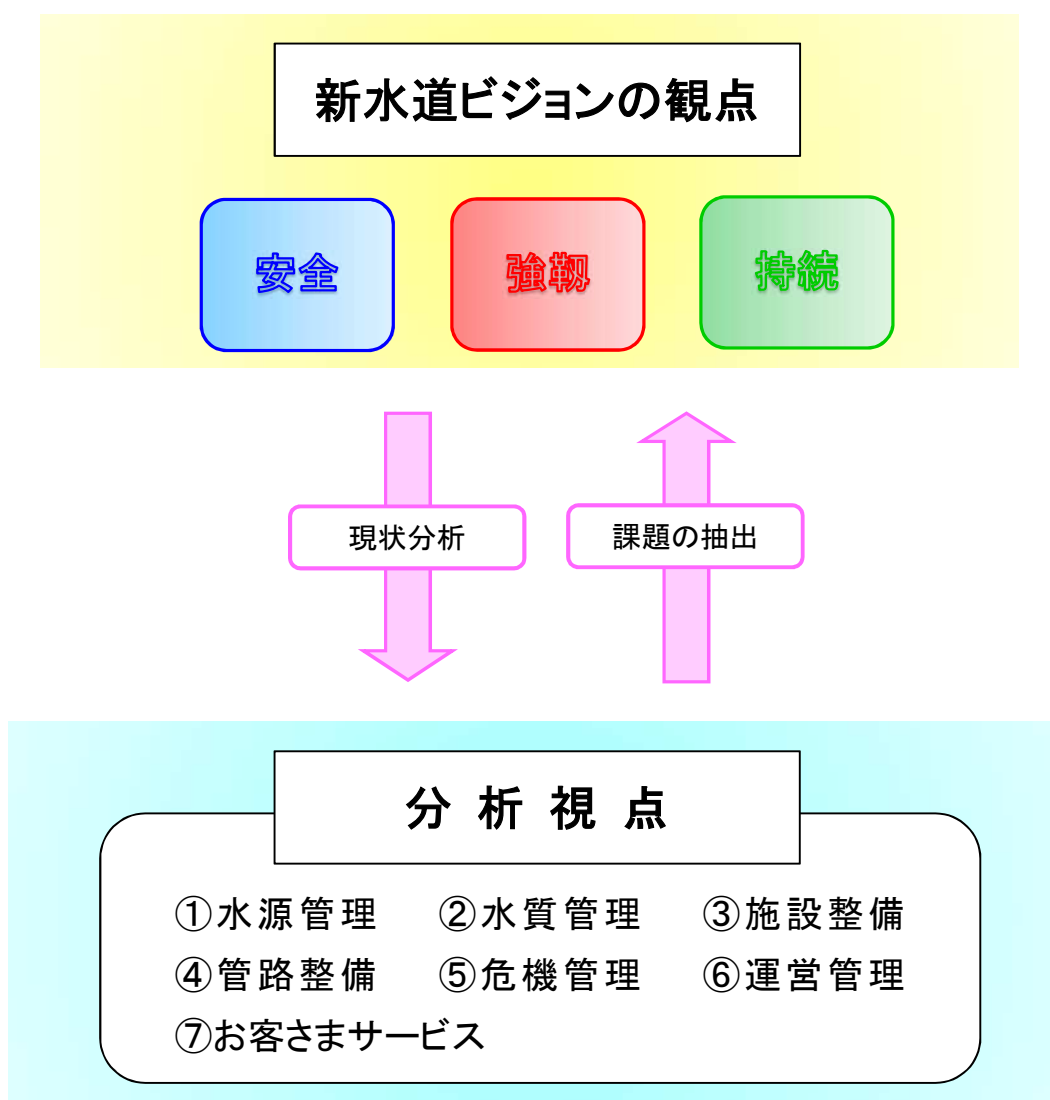 新水道ビジョンの観点
安全 強靭 持続
現状分析 課題の抽出
分析視点
①水源管理 ②水質管理 ③施設整備
④管路整備 ⑤危機管理 ⑥運営管理
⑦お客さまサービス